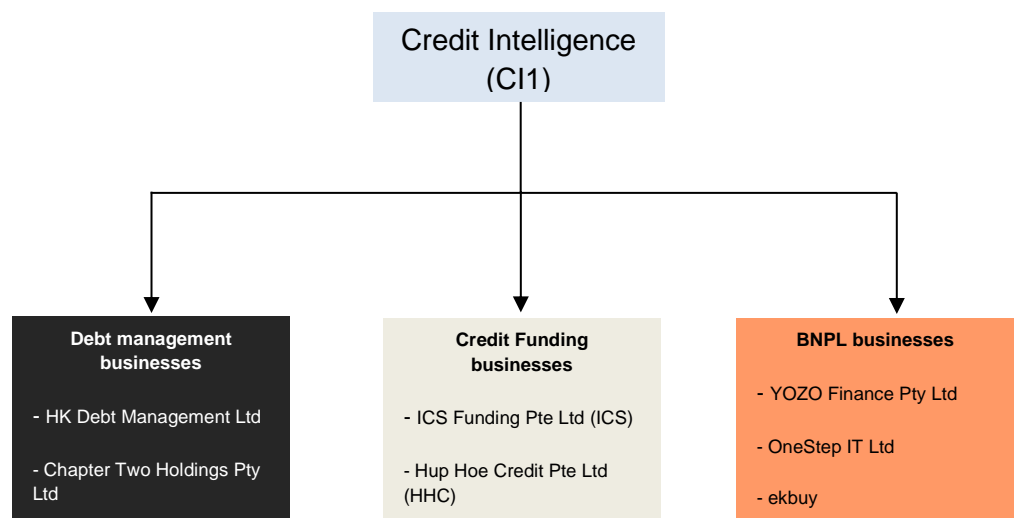 Credit Intelligence
(CI1)
Debt management
businesses
- HK Debt Management Ltd
- Chapter Two Holdings Pty
Ltd
Credit Funding
businesses
- ICS Funding Pte Ltd (ICS)
- Hup Hoe Credit Pte Ltd
(HHC)
BNPL businesses
- YOZO Finance Pty Ltd
- OneStep IT Ltd
- ekbuy